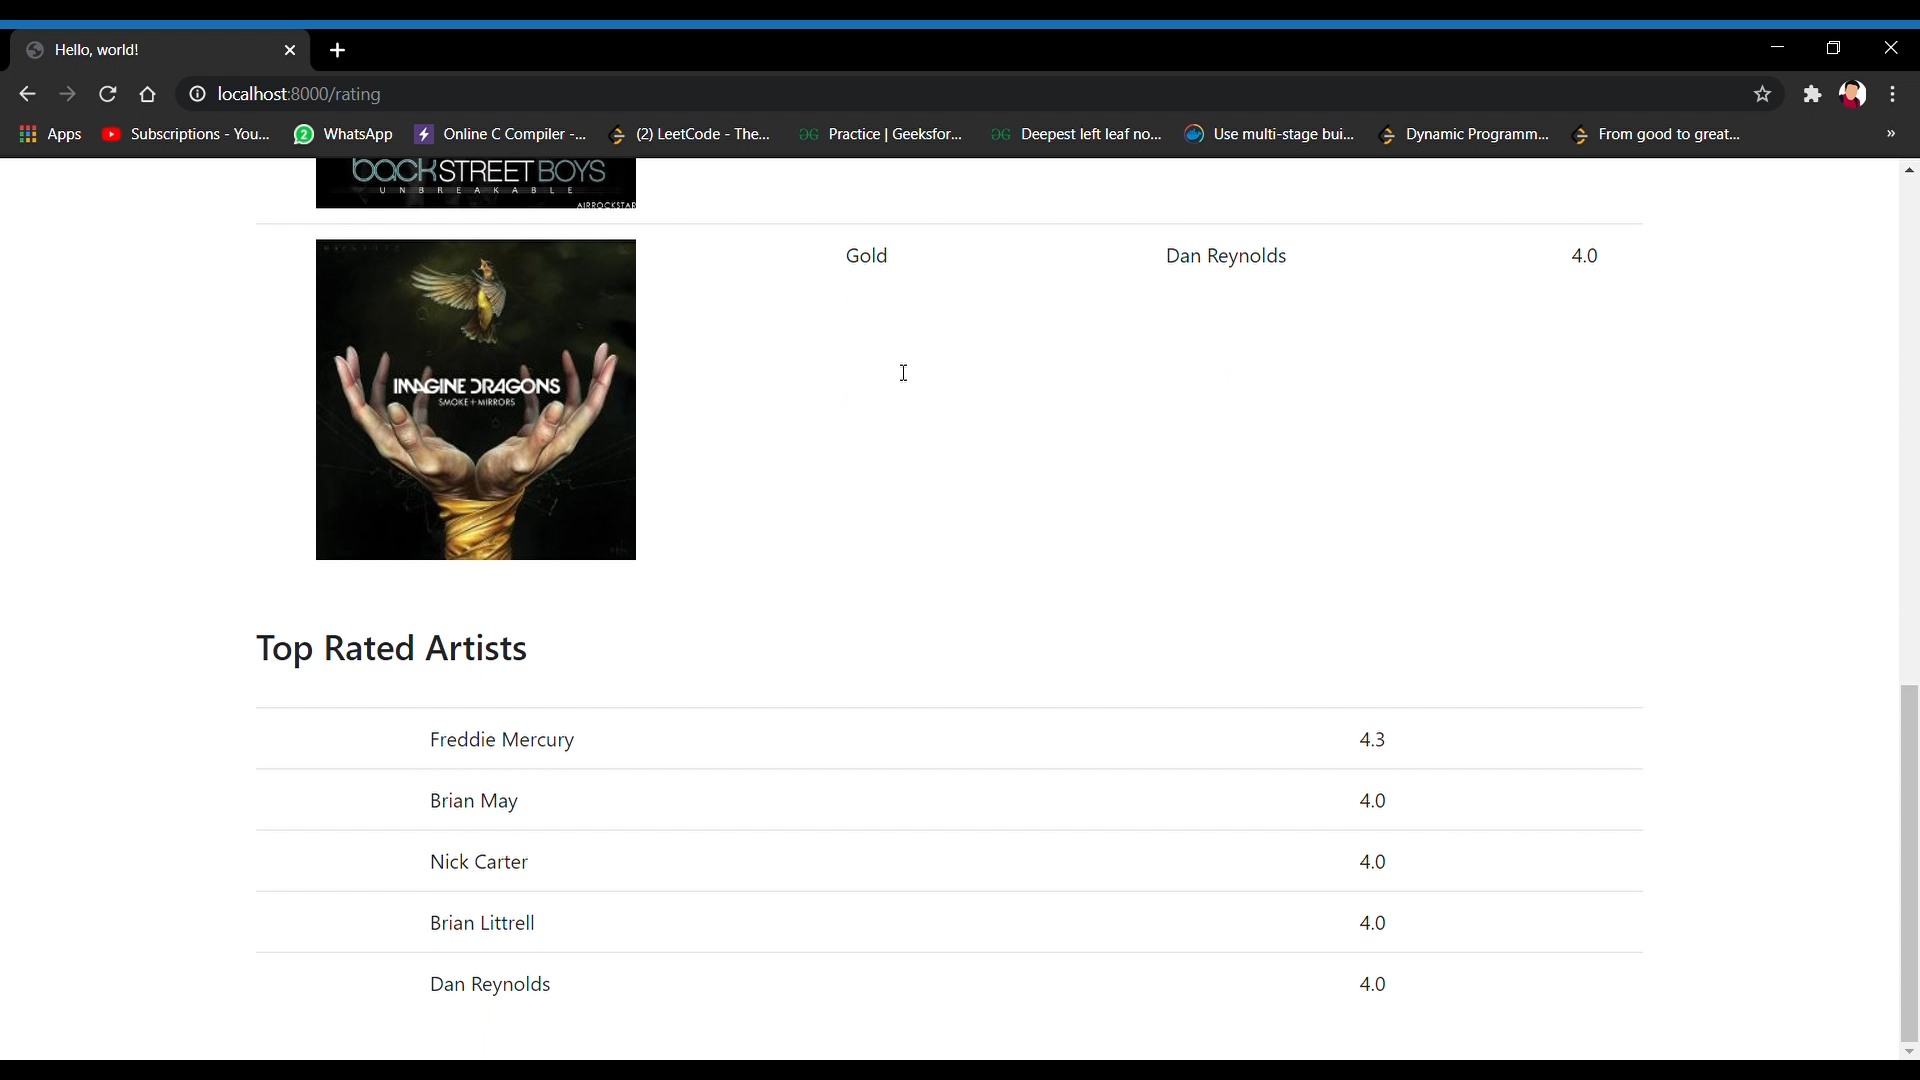 Hello, world!
localhost:8000/rating
Apps
Subscriptions - You...
WhatsApp
Online C Compiler -...
(2) LeetCode - The...
Practice | Geeksfor...
Deepest left leaf no...
Use multi-stage bui...
Dynamic Programm...
From good to great...
»
BACKSTREET BOYS
UNBREAKABLE
AIRROCKSTAR
Gold Dan Reynolds 4.0
IMAGINE DRAGONS
SMOKE + MIRRORS
Top Rated Artists
Freddie Mercury 4.3
Brian May 4.0
Nick Carter 4.0
Brian Littrell 4.0
Dan Reynolds 4.0